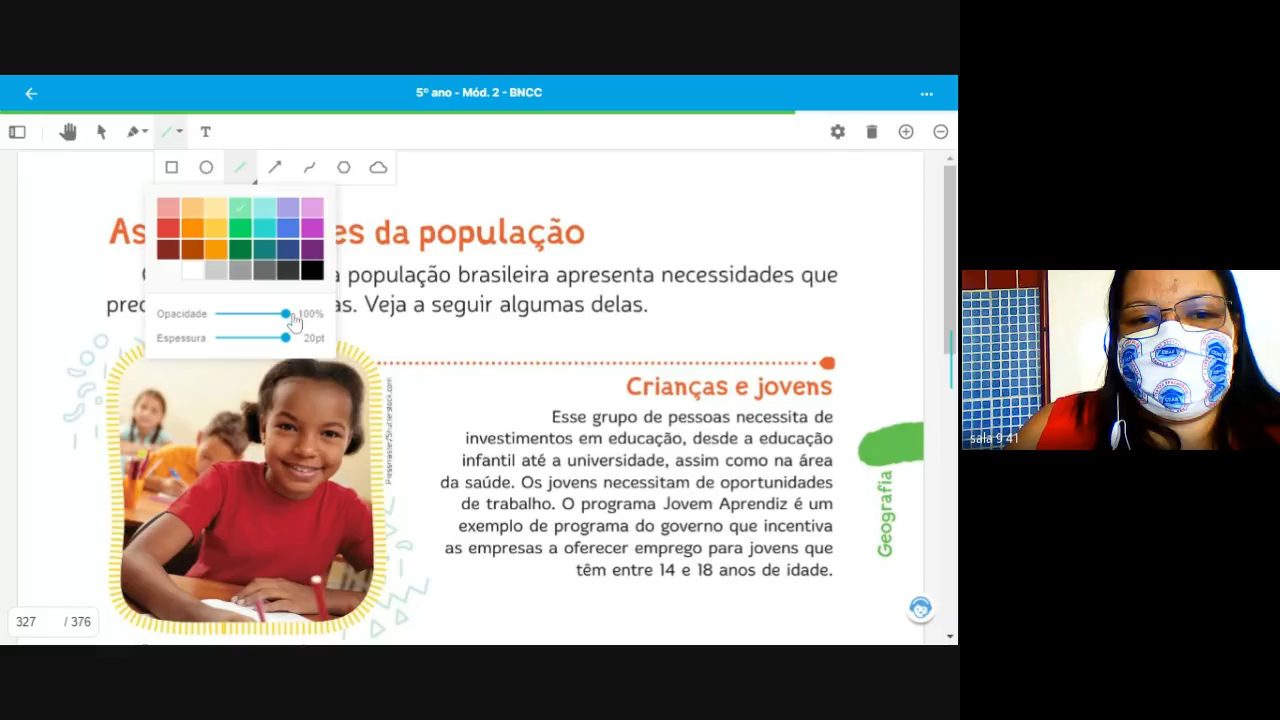 5º ano - Mód. 2 - BNCC
T
As
es da população
a população brasileira apresenta necessidades que
as. Veja a seguir algumas delas.
Opacidade 100%
Espessura 20pt
Pressmaster/Shutterstock.com
Crianças e jovens
Esse grupo de pessoas necessita de
investimentos em educação, desde a educação
infantil até a universidade, assim como na área
da saúde. Os jovens necessitam de oportunidades
de trabalho. O programa Jovem Aprendiz é um
exemplo de programa do governo que incentiva
as empresas a oferecer emprego para jovens que
têm entre 14 e 18 anos de idade.
Geografia
327 / 376
sala 9 41